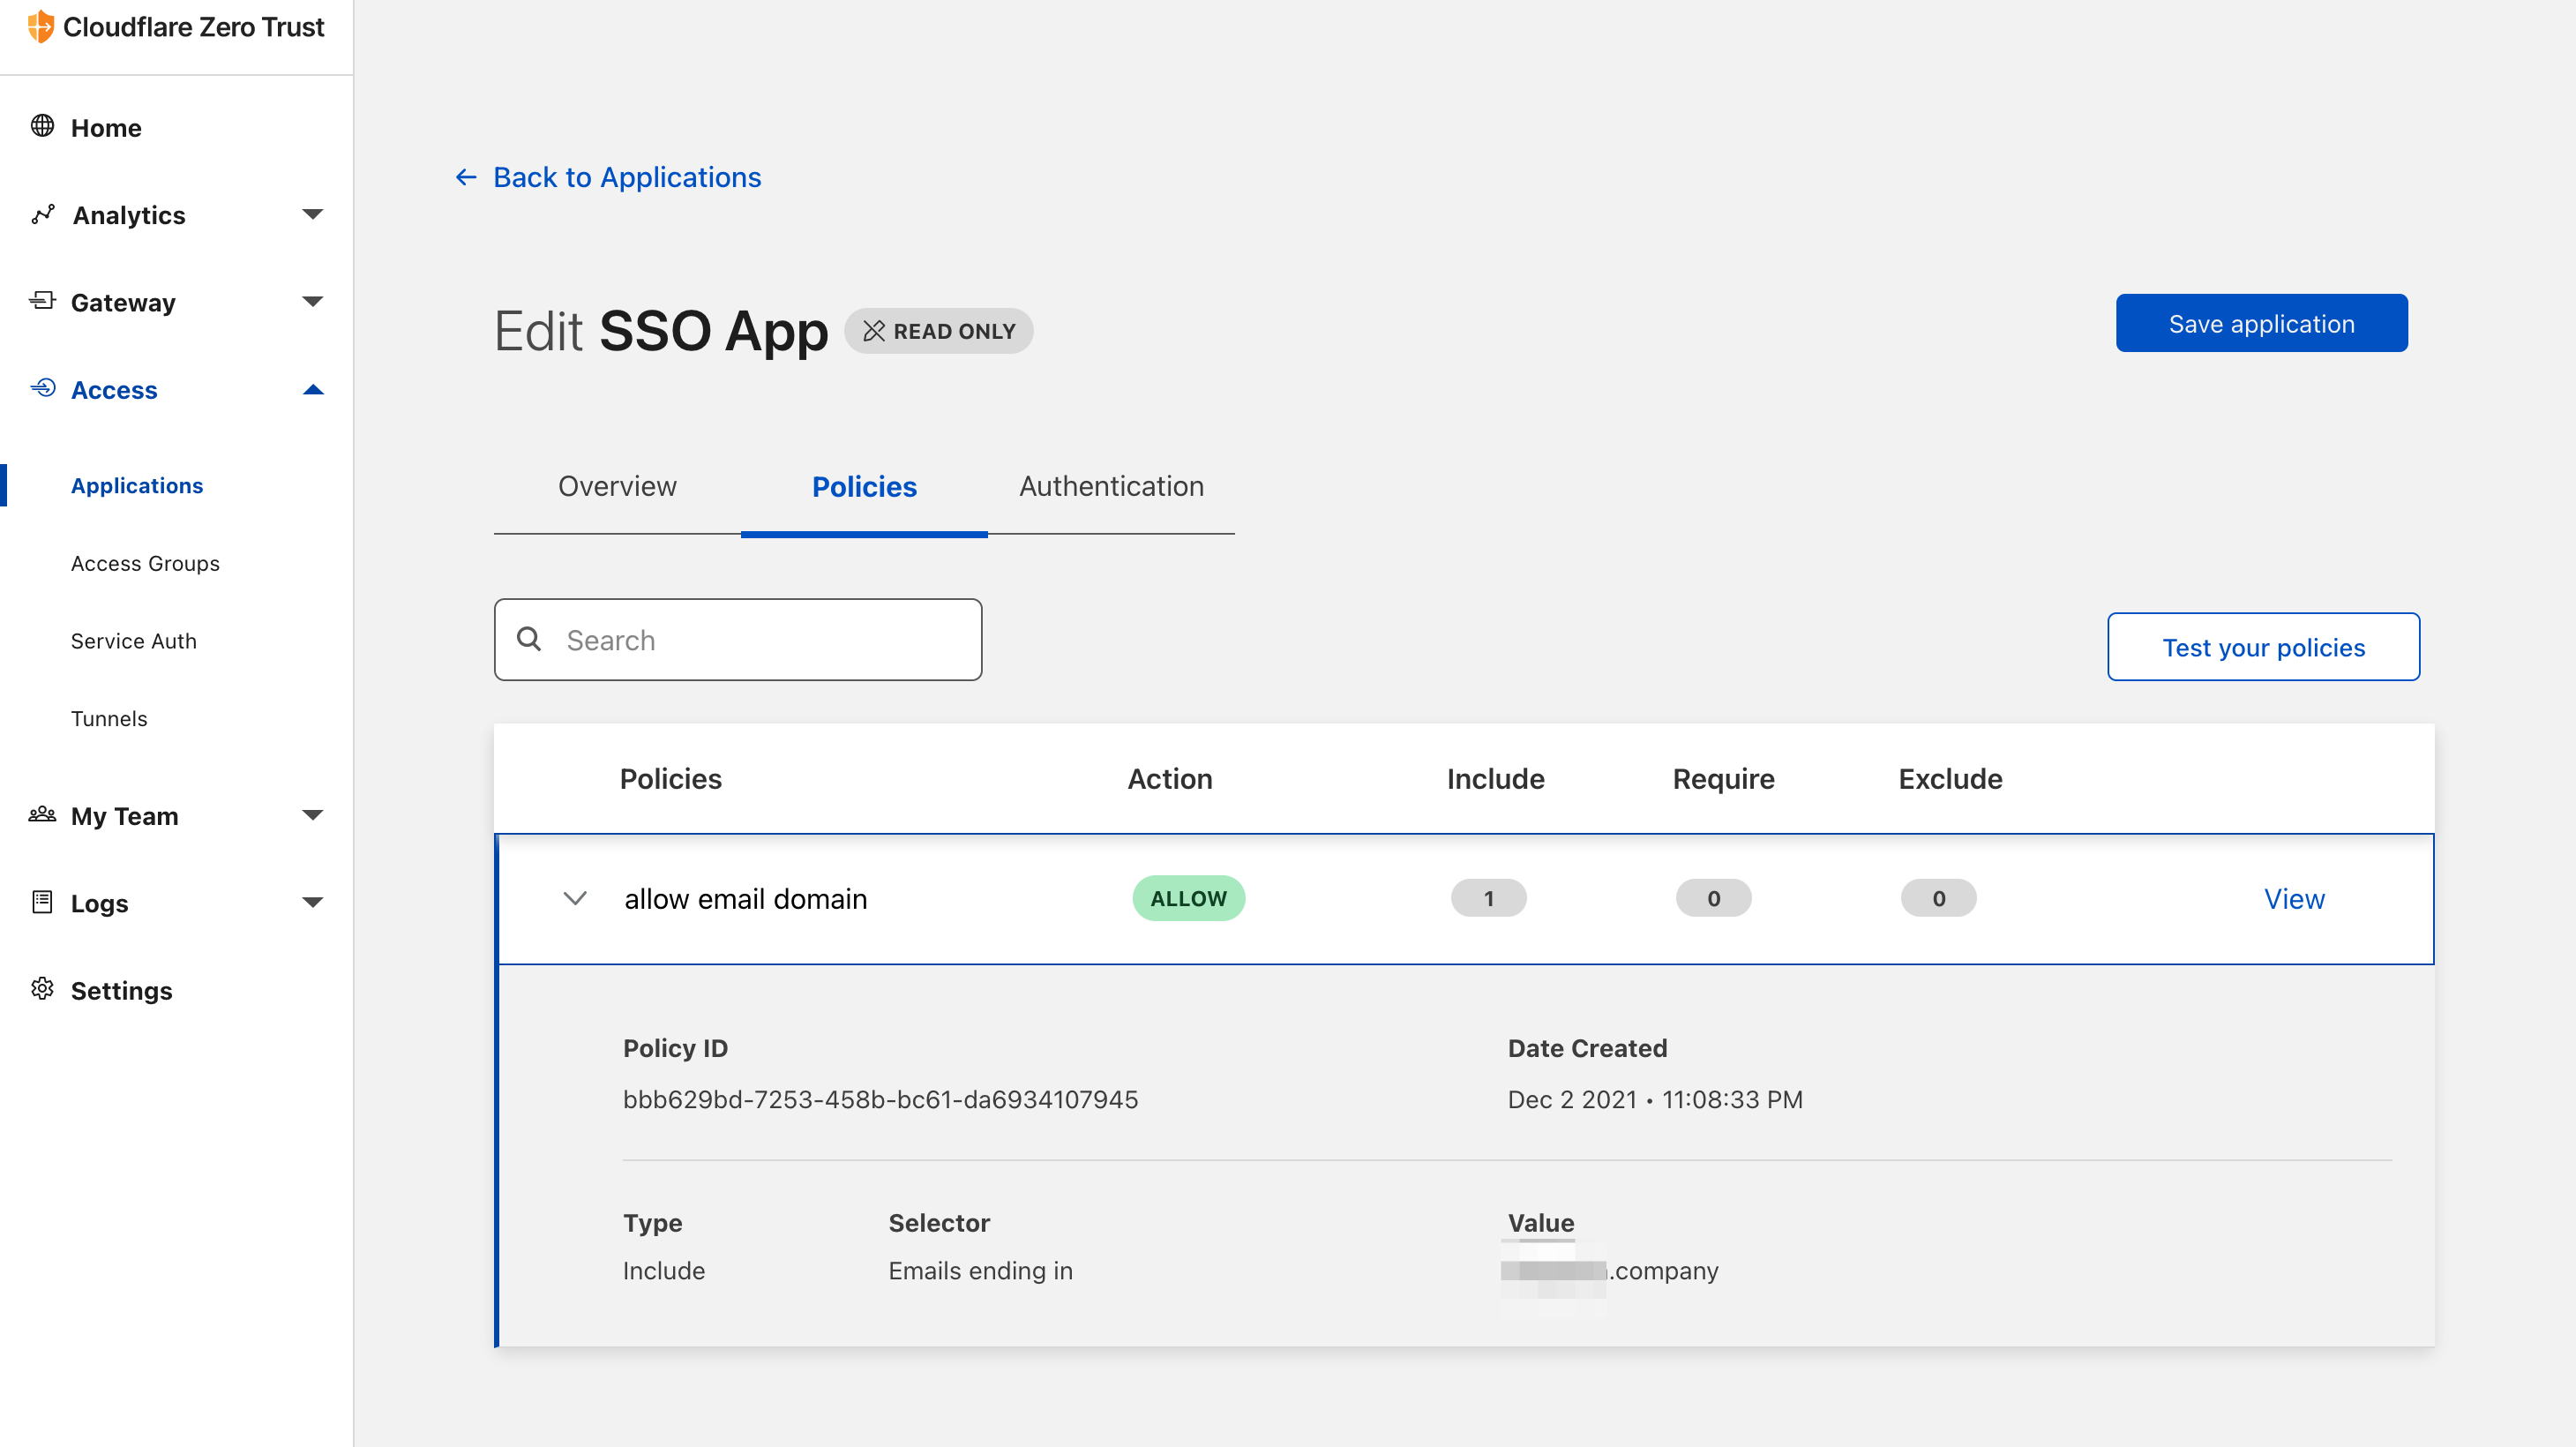 Cloudflare Zero Trust
Home
Analytics
Gateway
Access
Applications
Access Groups
Service Auth
Tunnels
My Team
Logs
Settings
Back to Applications
Edit SSO App READ ONLY
Save application
Overview Policies Authentication
Search
Test your policies
Policies Action Include Require Exclude
allow email domain ALLOW 1 0 0 View
Policy ID Date Created
bbb629bd-7253-458b-bc61-da6934107945 Dec 2 2021 • 11:08:33 PM
Type Selector Value
Include Emails ending in .company